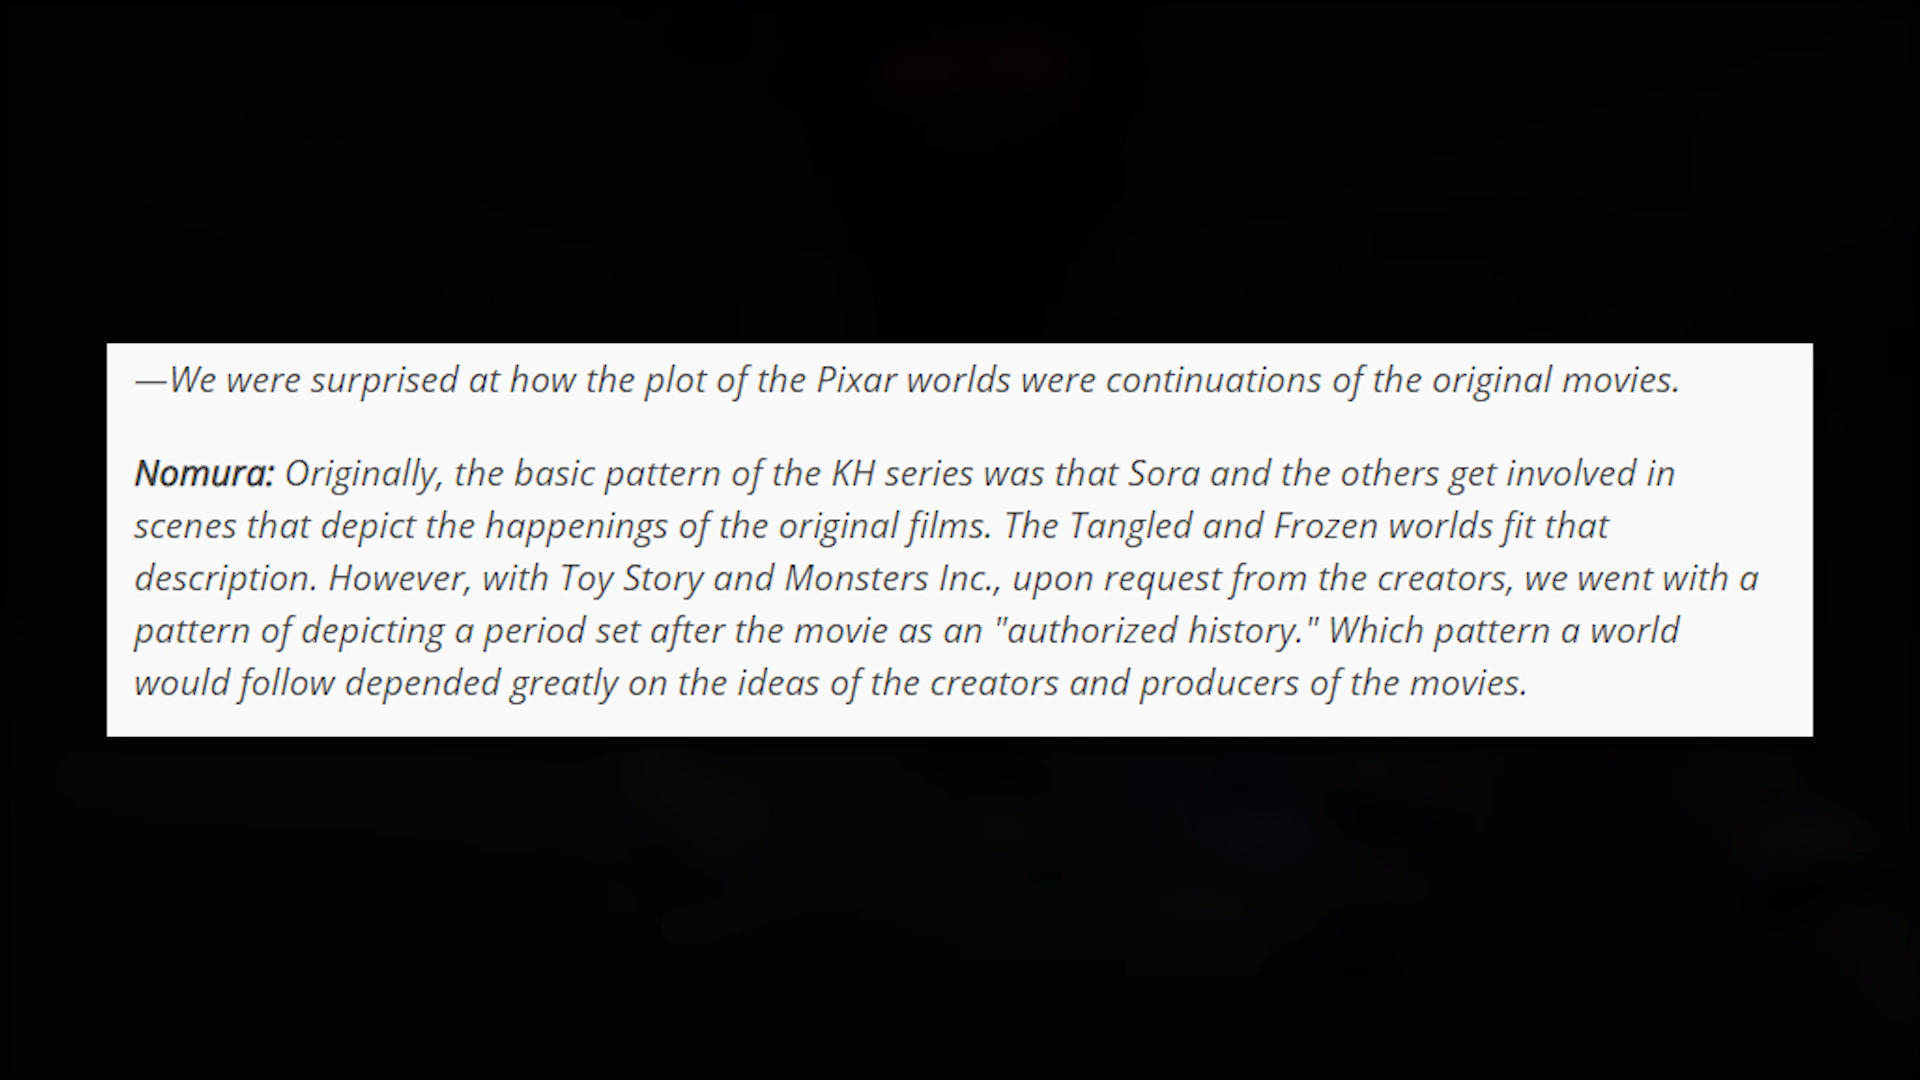 —We were surprised at how the plot of the Pixar worlds were continuations of the original movies.
Nomura: Originally, the basic pattern of the KH series was that Sora and the others get involved in
scenes that depict the happenings of the original films. The Tangled and Frozen worlds fit that
description. However, with Toy Story and Monsters Inc., upon request from the creators, we went with a
pattern of depicting a period set after the movie as an "authorized history." Which pattern a world
would follow depended greatly on the ideas of the creators and producers of the movies.